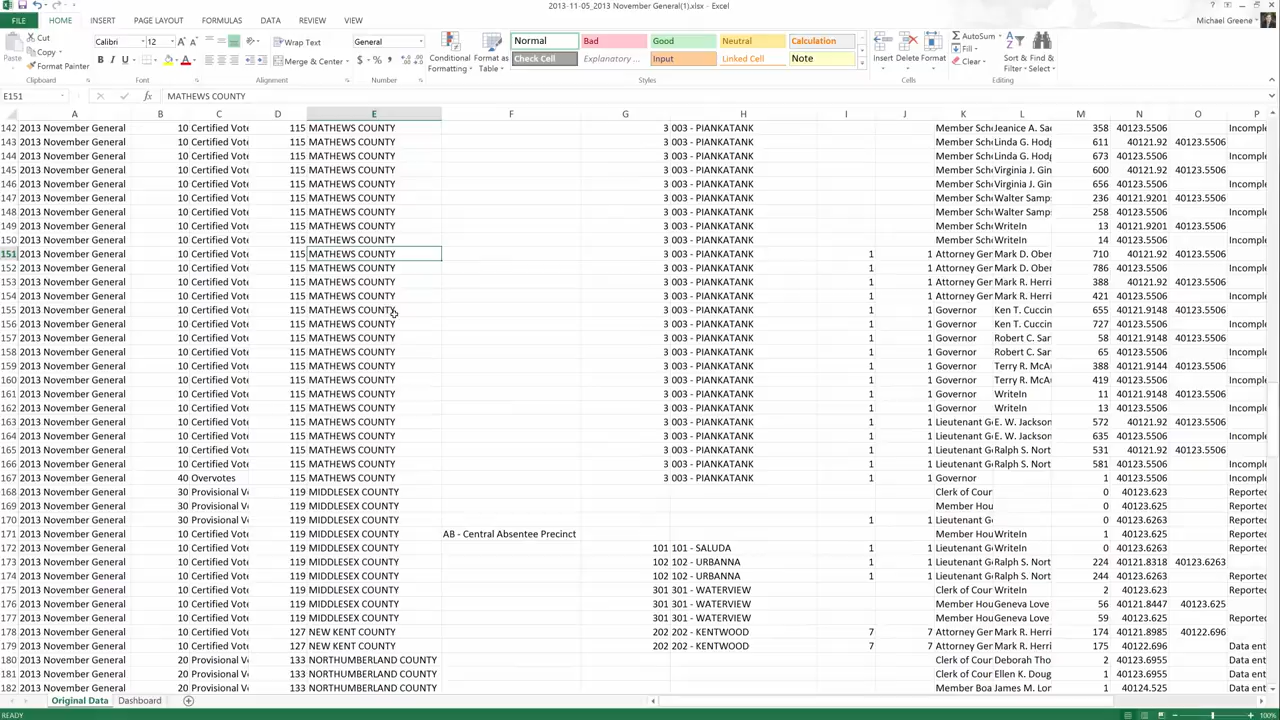 2013-11-05_2013 November General(1).xlsx - Excel
FILE HOME INSERT PAGE LAYOUT FORMULAS DATA REVIEW VIEW Michael Greene
Cut Calibri 12 Wrap Text General Normal Bad Good Neutral Calculation AutoSum
Copy Fill
Paste Format Painter Merge & Center Conditional Formatting Format as Table Check Cell Explanatory ... Input Linked Cell Note Insert Delete Format Clear Sort & Filter Find & Select
Clipboard Font Alignment Number Styles Cells Editing
E151 MATHEWS COUNTY
A B C D E F G H I J K L M N O P
142 2013 November General 10 Certified Vote 115 MATHEWS COUNTY 3 003 - PIANKATANK Member Sch Jeanice A. Sa 358 40123.5506 Incomple
143 2013 November General 10 Certified Vote 115 MATHEWS COUNTY 3 003 - PIANKATANK Member Sch Linda G. Hod 611 40121.92 40123.5506
144 2013 November General 10 Certified Vote 115 MATHEWS COUNTY 3 003 - PIANKATANK Member Sch Linda G. Hod 673 40123.5506 Incomple
145 2013 November General 10 Certified Vote 115 MATHEWS COUNTY 3 003 - PIANKATANK Member Sch Virginia J. Gin 600 40121.92 40123.5506
146 2013 November General 10 Certified Vote 115 MATHEWS COUNTY 3 003 - PIANKATANK Member Sch Virginia J. Gin 656 40123.5506 Incomple
147 2013 November General 10 Certified Vote 115 MATHEWS COUNTY 3 003 - PIANKATANK Member Sch Walter Samp 236 40121.9201 40123.5506
148 2013 November General 10 Certified Vote 115 MATHEWS COUNTY 3 003 - PIANKATANK Member Sch Walter Samp 258 40123.5506 Incomple
149 2013 November General 10 Certified Vote 115 MATHEWS COUNTY 3 003 - PIANKATANK Member Sch WriteIn 13 40121.9201 40123.5506
150 2013 November General 10 Certified Vote 115 MATHEWS COUNTY 3 003 - PIANKATANK Member Sch WriteIn 14 40123.5506 Incomple
151 2013 November General 10 Certified Vote 115 MATHEWS COUNTY 3 003 - PIANKATANK 1 1 Attorney Ger Mark D. Ober 710 40121.92 40123.5506
152 2013 November General 10 Certified Vote 115 MATHEWS COUNTY 3 003 - PIANKATANK 1 1 Attorney Ger Mark D. Ober 786 40123.5506 Incomple
153 2013 November General 10 Certified Vote 115 MATHEWS COUNTY 3 003 - PIANKATANK 1 1 Attorney Ger Mark R. Herri 388 40121.92 40123.5506
154 2013 November General 10 Certified Vote 115 MATHEWS COUNTY 3 003 - PIANKATANK 1 1 Attorney Ger Mark R. Herri 421 40123.5506 Incomple
155 2013 November General 10 Certified Vote 115 MATHEWS COUNTY 3 003 - PIANKATANK 1 1 Governor Ken T. Cuccin 655 40121.9148 40123.5506
156 2013 November General 10 Certified Vote 115 MATHEWS COUNTY 3 003 - PIANKATANK 1 1 Governor Ken T. Cuccin 727 40123.5506 Incomple
157 2013 November General 10 Certified Vote 115 MATHEWS COUNTY 3 003 - PIANKATANK 1 1 Governor Robert C. Sar 58 40121.9148 40123.5506
158 2013 November General 10 Certified Vote 115 MATHEWS COUNTY 3 003 - PIANKATANK 1 1 Governor Robert C. Sar 65 40123.5506 Incomple
159 2013 November General 10 Certified Vote 115 MATHEWS COUNTY 3 003 - PIANKATANK 1 1 Governor Terry R. McA 388 40121.9144 40123.5506
160 2013 November General 10 Certified Vote 115 MATHEWS COUNTY 3 003 - PIANKATANK 1 1 Governor Terry R. McA 419 40123.5506 Incomple
161 2013 November General 10 Certified Vote 115 MATHEWS COUNTY 3 003 - PIANKATANK 1 1 Governor WriteIn 11 40121.9148 40123.5506
162 2013 November General 10 Certified Vote 115 MATHEWS COUNTY 3 003 - PIANKATANK 1 1 Governor WriteIn 13 40123.5506 Incomple
163 2013 November General 10 Certified Vote 115 MATHEWS COUNTY 3 003 - PIANKATANK 1 1 Lieutenant G E. W. Jackson 572 40121.92 40123.5506
164 2013 November General 10 Certified Vote 115 MATHEWS COUNTY 3 003 - PIANKATANK 1 1 Lieutenant G E. W. Jackson 635 40123.5506 Incomple
165 2013 November General 10 Certified Vote 115 MATHEWS COUNTY 3 003 - PIANKATANK 1 1 Lieutenant G Ralph S. Nort 531 40121.92 40123.5506
166 2013 November General 10 Certified Vote 115 MATHEWS COUNTY 3 003 - PIANKATANK 1 1 Lieutenant G Ralph S. Nort 581 40123.5506 Incomple
167 2013 November General 40 Overvotes 115 MATHEWS COUNTY 3 003 - PIANKATANK 1 1 Governor 1 40123.5506 Incomple
168 2013 November General 30 Provisional V 119 MIDDLESEX COUNTY Clerk of Cour 0 40123.623 Reported
169 2013 November General 30 Provisional V 119 MIDDLESEX COUNTY Member Hou 0 40123.623 Reported
170 2013 November General 30 Provisional V 119 MIDDLESEX COUNTY 1 Lieutenant G 0 40123.6263 Reported
171 2013 November General 10 Certified Vote 119 MIDDLESEX COUNTY AB - Central Absentee Precinct Member Hou WriteIn 0 40123.623 Reported
172 2013 November General 10 Certified Vote 119 MIDDLESEX COUNTY 101 101 - SALUDA 1 1 Lieutenant G WriteIn 0 40123.6263 Reported
173 2013 November General 10 Certified Vote 119 MIDDLESEX COUNTY 102 102 - URBANNA 1 1 Lieutenant G Ralph S. Nort 224 40121.8318 40123.6263
174 2013 November General 10 Certified Vote 119 MIDDLESEX COUNTY 102 102 - URBANNA 1 1 Lieutenant G Ralph S. Nort 244 40123.6263 Reported
175 2013 November General 10 Certified Vote 119 MIDDLESEX COUNTY 301 301 - WATERVIEW Clerk of Cour WriteIn 2 40123.623 Reported
176 2013 November General 10 Certified Vote 119 MIDDLESEX COUNTY 301 301 - WATERVIEW Member Hou Geneva Love 56 40121.8447 40123.625
177 2013 November General 10 Certified Vote 119 MIDDLESEX COUNTY 301 301 - WATERVIEW Member Hou Geneva Love 59 40123.625 Reported
178 2013 November General 10 Certified Vote 127 NEW KENT COUNTY 202 202 - KENTWOOD 7 7 Attorney Ger Mark R. Herri 174 40121.8985 40122.696
179 2013 November General 10 Certified Vote 127 NEW KENT COUNTY 202 202 - KENTWOOD 7 7 Attorney Ger Mark R. Herri 175 40122.696 Data ent
180 2013 November General 20 Provisional V 133 NORTHUMBERLAND COUNTY Clerk of Cour Deborah Tho 2 40123.6955 Data ent
181 2013 November General 20 Provisional V 133 NORTHUMBERLAND COUNTY Clerk of Cour Ellen K. Doug 1 40123.6955 Data ent
182 2013 November General 20 Provisional V 133 NORTHUMBERLAND COUNTY Member Boa James M. Lon 1 40124.525 Data ent
Original Data Dashboard
READY 100%